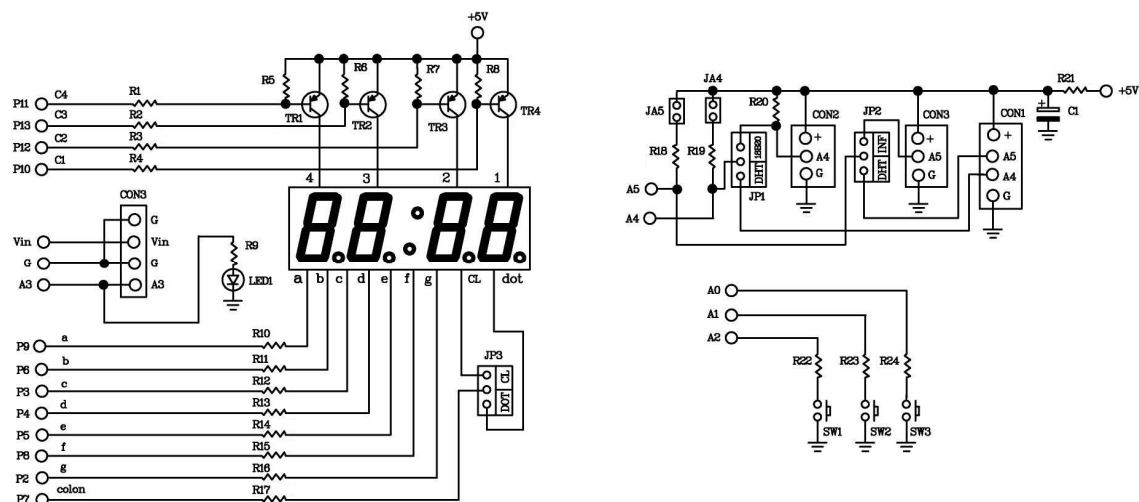 +5V
R5
R6
R7
R8
P11 C4 R1
TR1
TR2
TR3
TR4
P13 C3 R2
P12 C2 R3
P10 C1 R4
4 3 2 1
a b c d e f g CL dot
CON3
G
Vin Vin
G G
A3 A3
R9
LED1
P9 a R10
P6 b R11
P3 c R12
P4 d R13
P5 e R14
P8 f R15
P2 g R16
P7 colon R17
JP3
CL
DOT
JA5
JA4
R20
CON2
JP2
CON3
CON1
R21
+5V
+
C1
R18
R19
18B20
DHT
JP1
+
A4
G
INF
DHT
+
A5
G
+
A5
A4
G
A5
A4
A0
A1
A2
R22
R23
R24
SW1
SW2
SW3